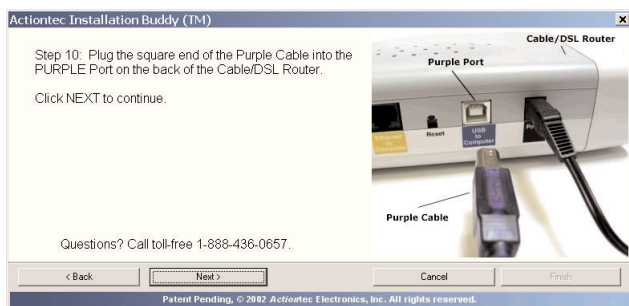 Actiontec Installation Buddy (TM)
Step 10: Plug the square end of the Purple Cable into the
PURPLE Port on the back of the Cable/DSL Router.
Click NEXT to continue.
Questions? Call toll-free 1-888-436-0657.
Cable/DSL Router
Purple Port
Ethernet
to
Computer
Reset
USB
to
Computer
Purple Cable
< Back
Next >
Cancel
Finish
Patent Pending, © 2002 Actiontec Electronics, Inc. All rights reserved.